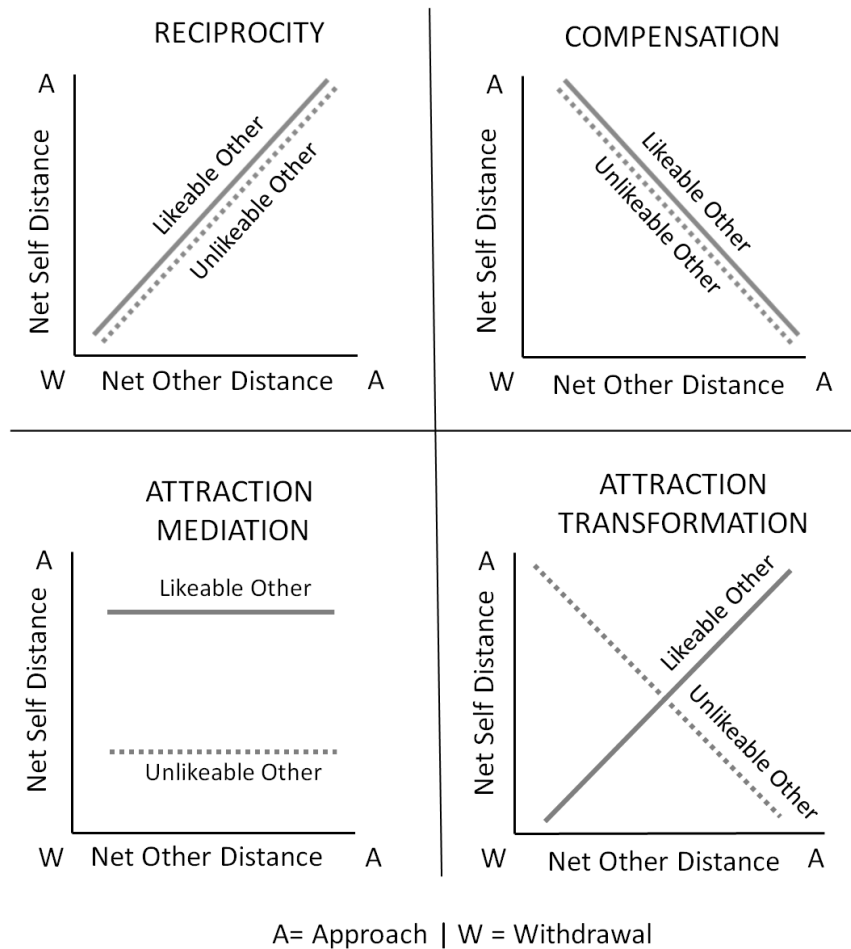 RECIPROCITY
A
Net Self Distance
Likeable Other
Unlikeable Other
W Net Other Distance A
COMPENSATION
A
Net Self Distance
Likeable Other
Unlikeable Other
W Net Other Distance A
ATTRACTION
MEDIATION
A
Net Self Distance
Likeable Other
Unlikeable Other
W Net Other Distance A
ATTRACTION
TRANSFORMATION
A
Net Self Distance
Likeable Other
Unlikeable Other
W Net Other Distance A
A= Approach | W = Withdrawal